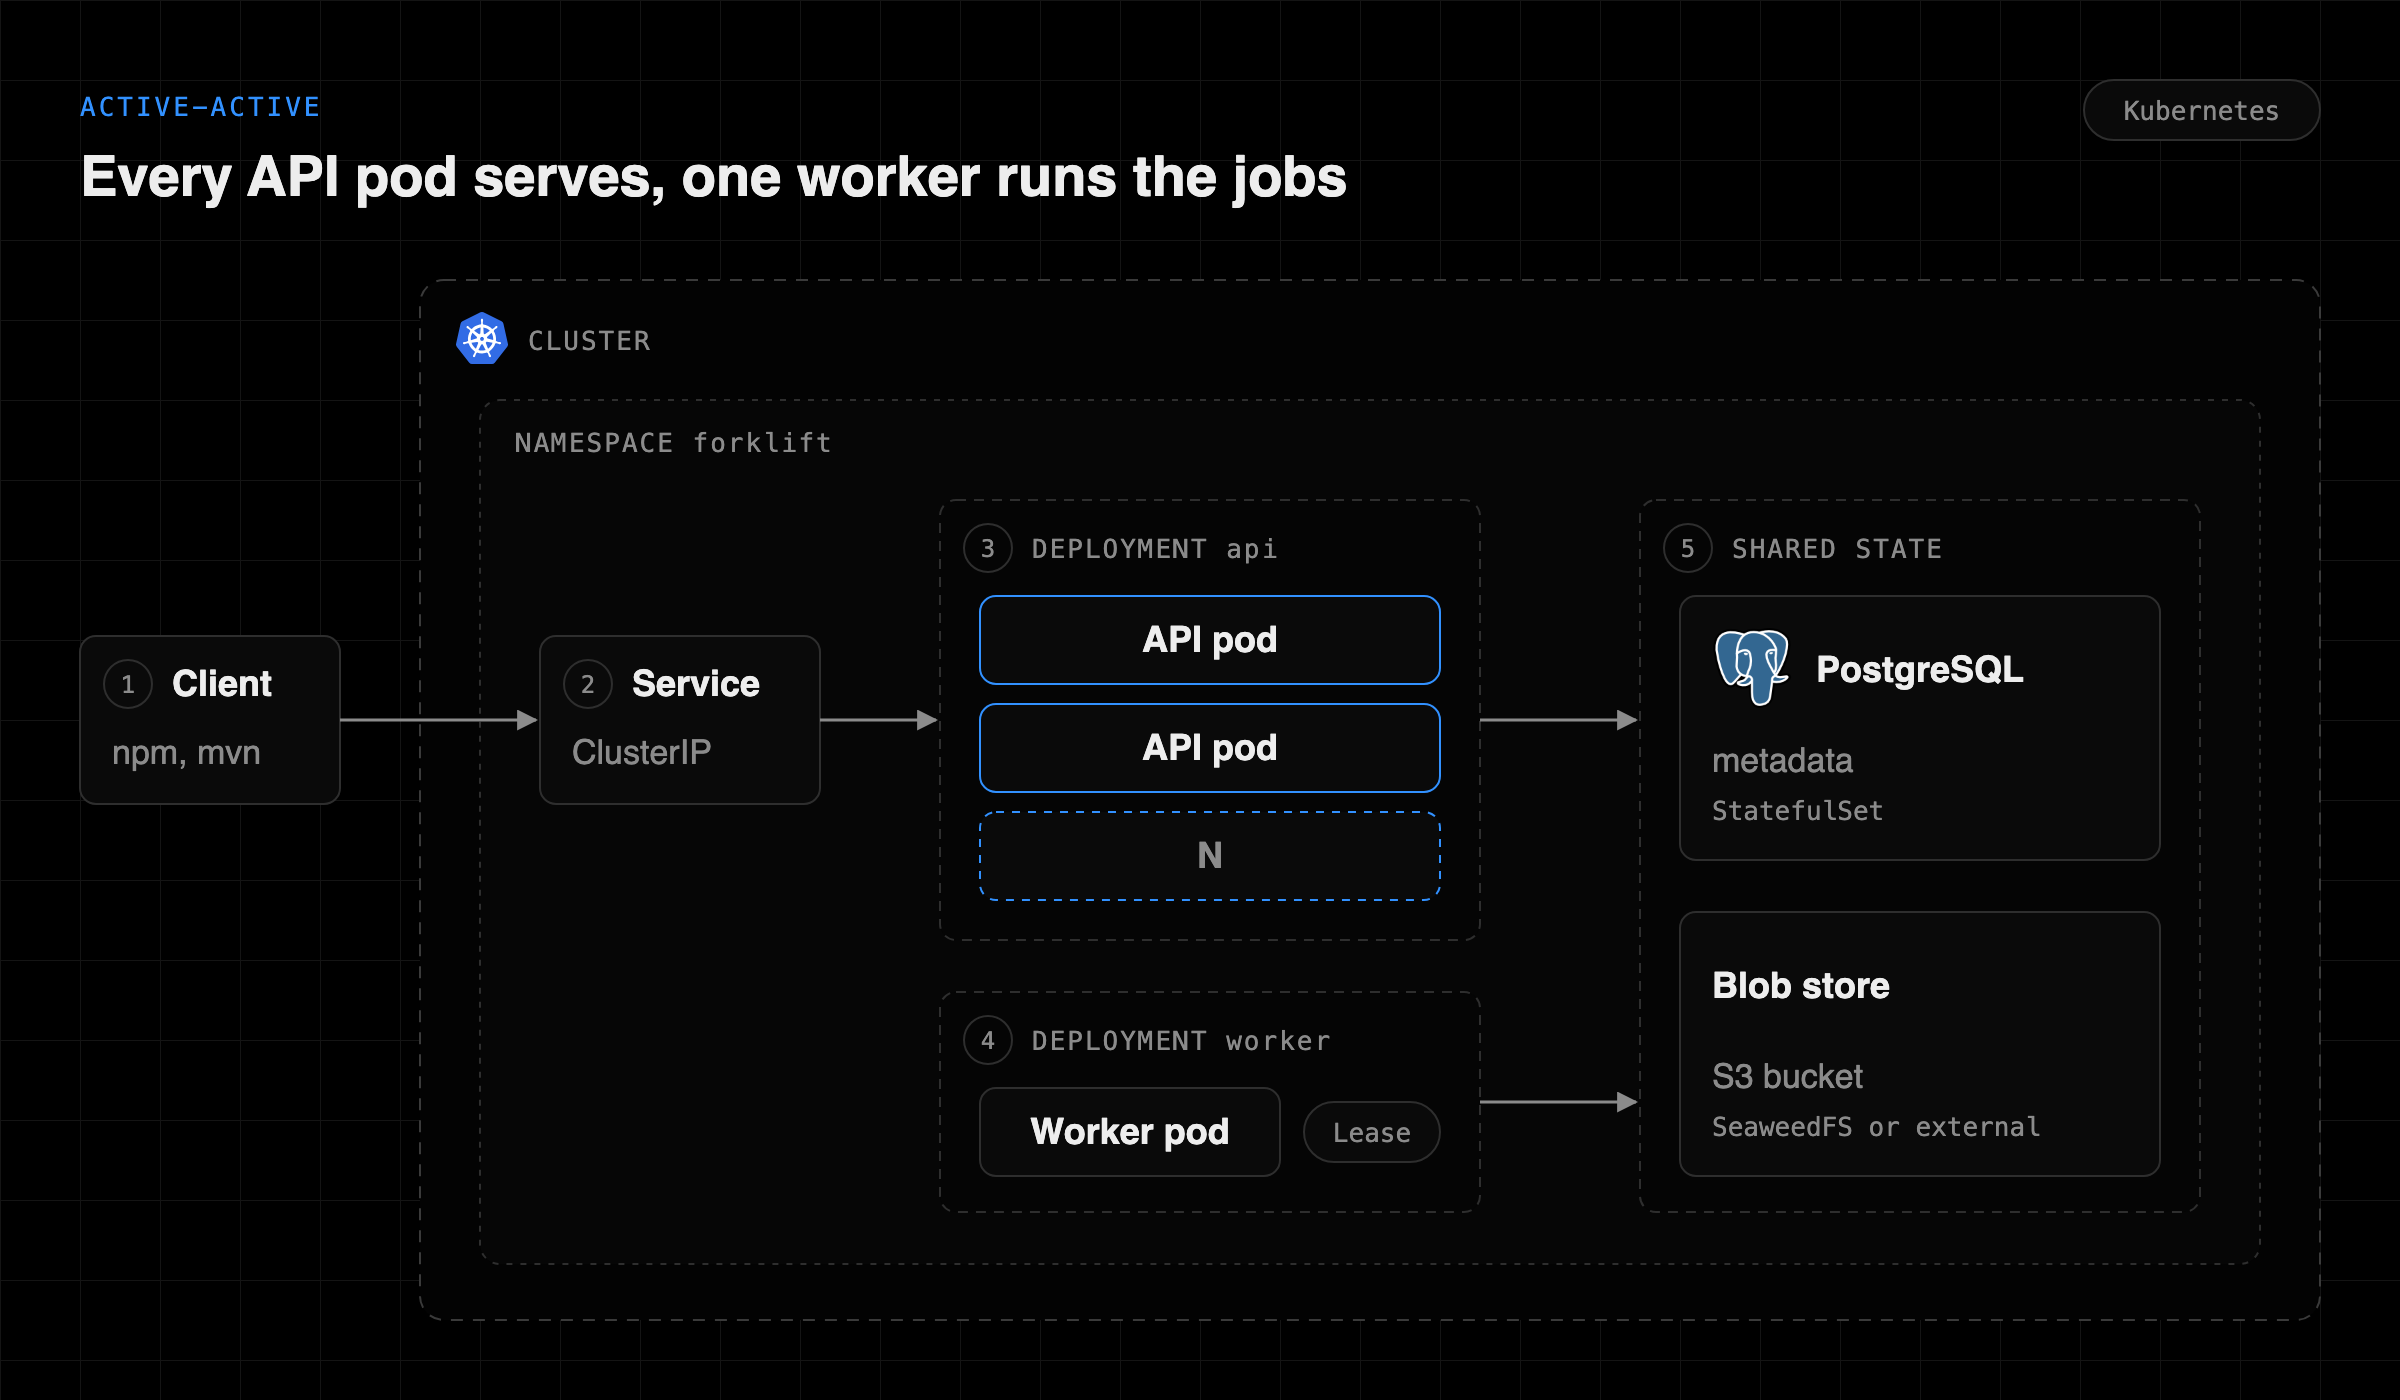 ACTIVE–ACTIVE
Kubernetes
Every API pod serves, one worker runs the jobs
CLUSTER
NAMESPACE forklift
1 Client
npm, mvn
2 Service
ClusterIP
3 DEPLOYMENT api
API pod
API pod
N
4 DEPLOYMENT worker
Worker pod
Lease
5 SHARED STATE
PostgreSQL
metadata
StatefulSet
Blob store
S3 bucket
SeaweedFS or external